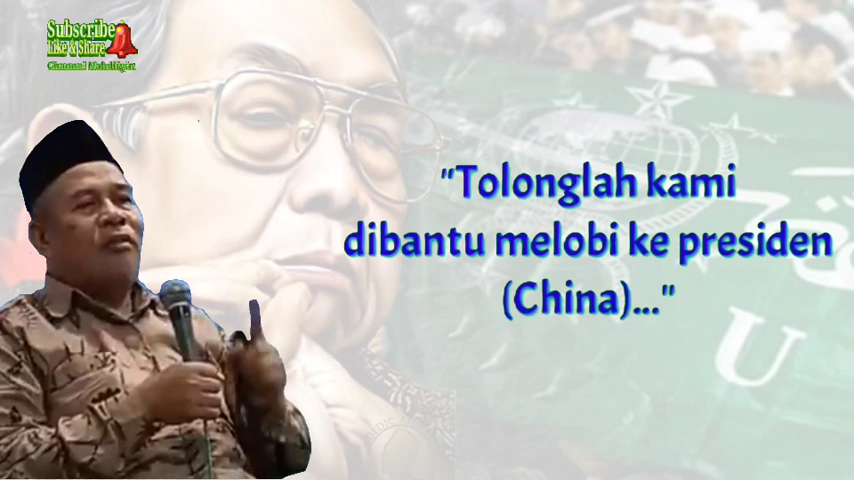 Subscribe
Like & Share
"Tolonglah kami
dibantu melobi ke presiden
(China)..."
U